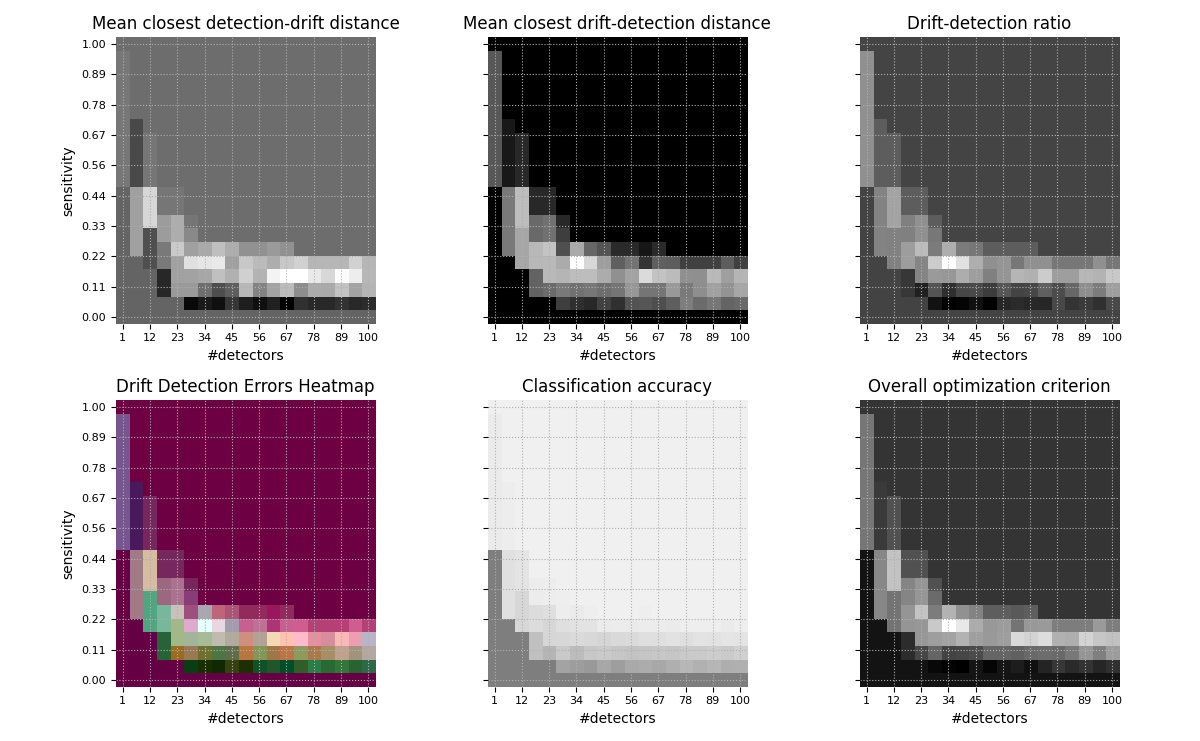 Mean closest detection-drift distance
Mean closest drift-detection distance
Drift-detection ratio
1.00
0.89
0.78
0.67
0.56
0.44
0.33
0.22
0.11
0.00
sensitivity
1 12 23 34 45 56 67 78 89 100
#detectors
1 12 23 34 45 56 67 78 89 100
#detectors
1 12 23 34 45 56 67 78 89 100
#detectors
Drift Detection Errors Heatmap
Classification accuracy
Overall optimization criterion
1.00
0.89
0.78
0.67
0.56
0.44
0.33
0.22
0.11
0.00
sensitivity
1 12 23 34 45 56 67 78 89 100
#detectors
1 12 23 34 45 56 67 78 89 100
#detectors
1 12 23 34 45 56 67 78 89 100
#detectors